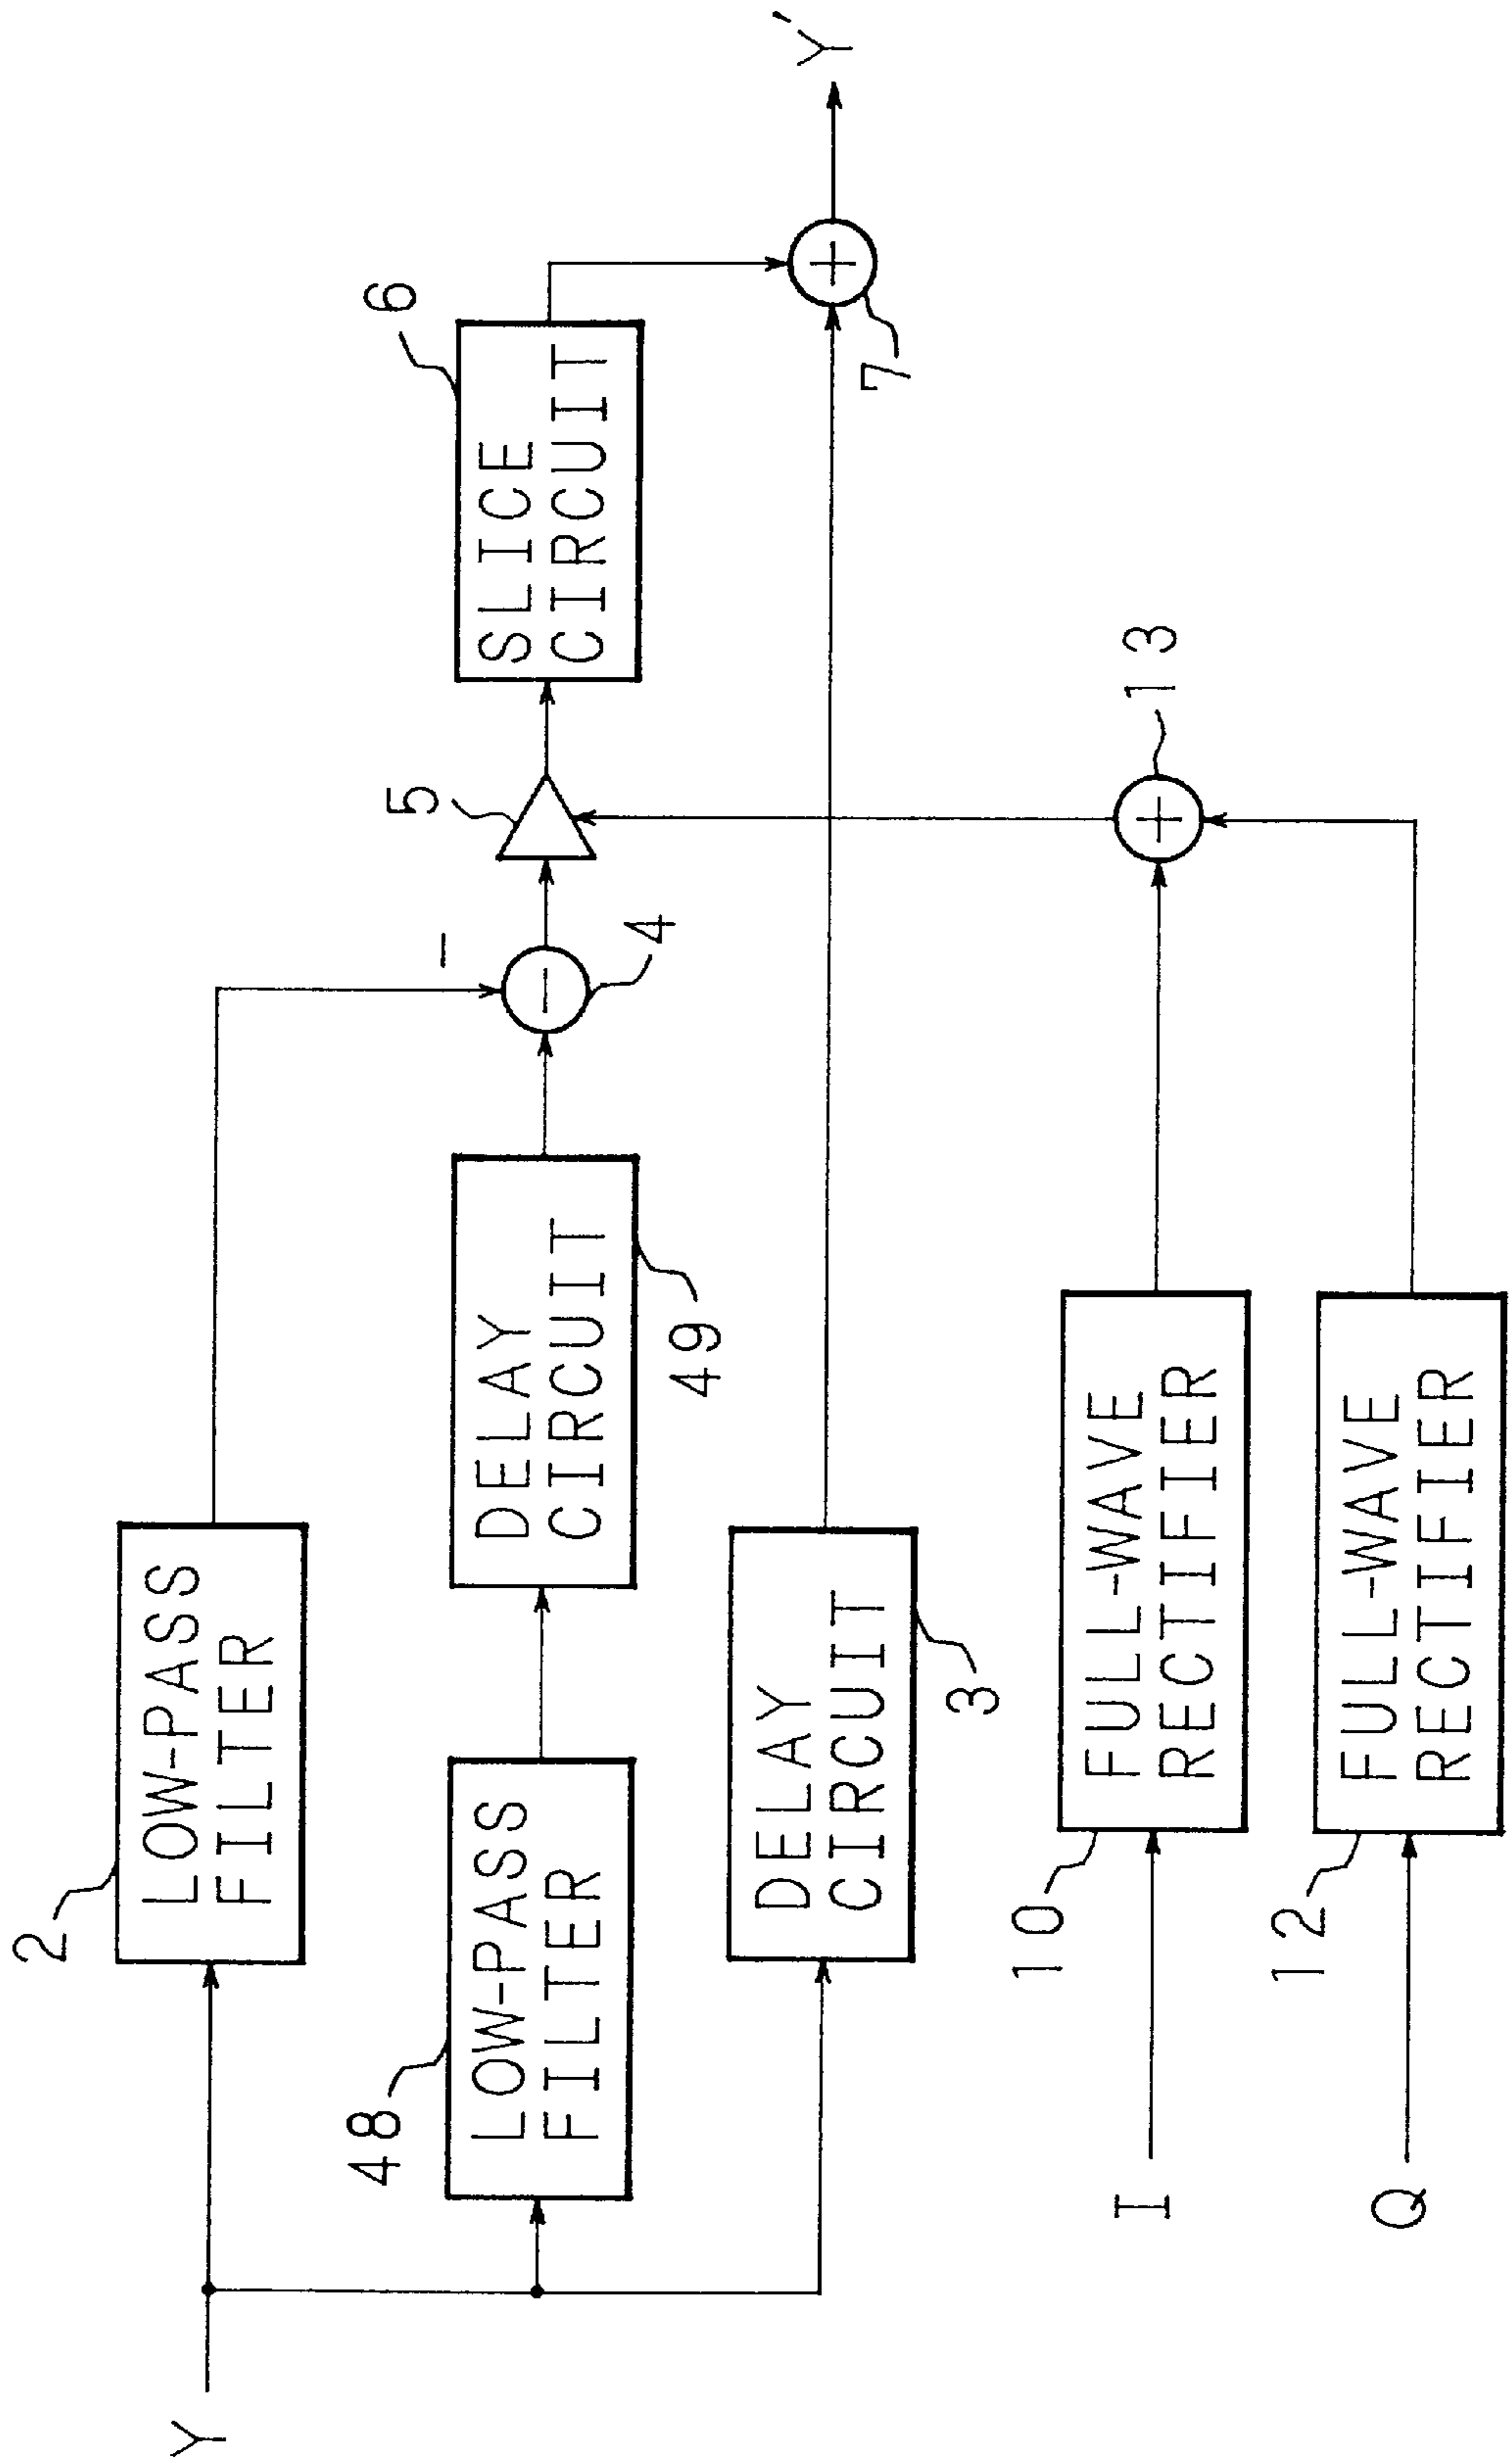 Y
2
LOW-PASS
FILTER
48
LOW-PASS
FILTER
DELAY
CIRCUIT
49
DELAY
CIRCUIT
3
−
−
4
5
SLICE
CIRCUIT
6
+
7
Y'
I
10
FULL-WAVE
RECTIFIER
Q
12
FULL-WAVE
RECTIFIER
+
13